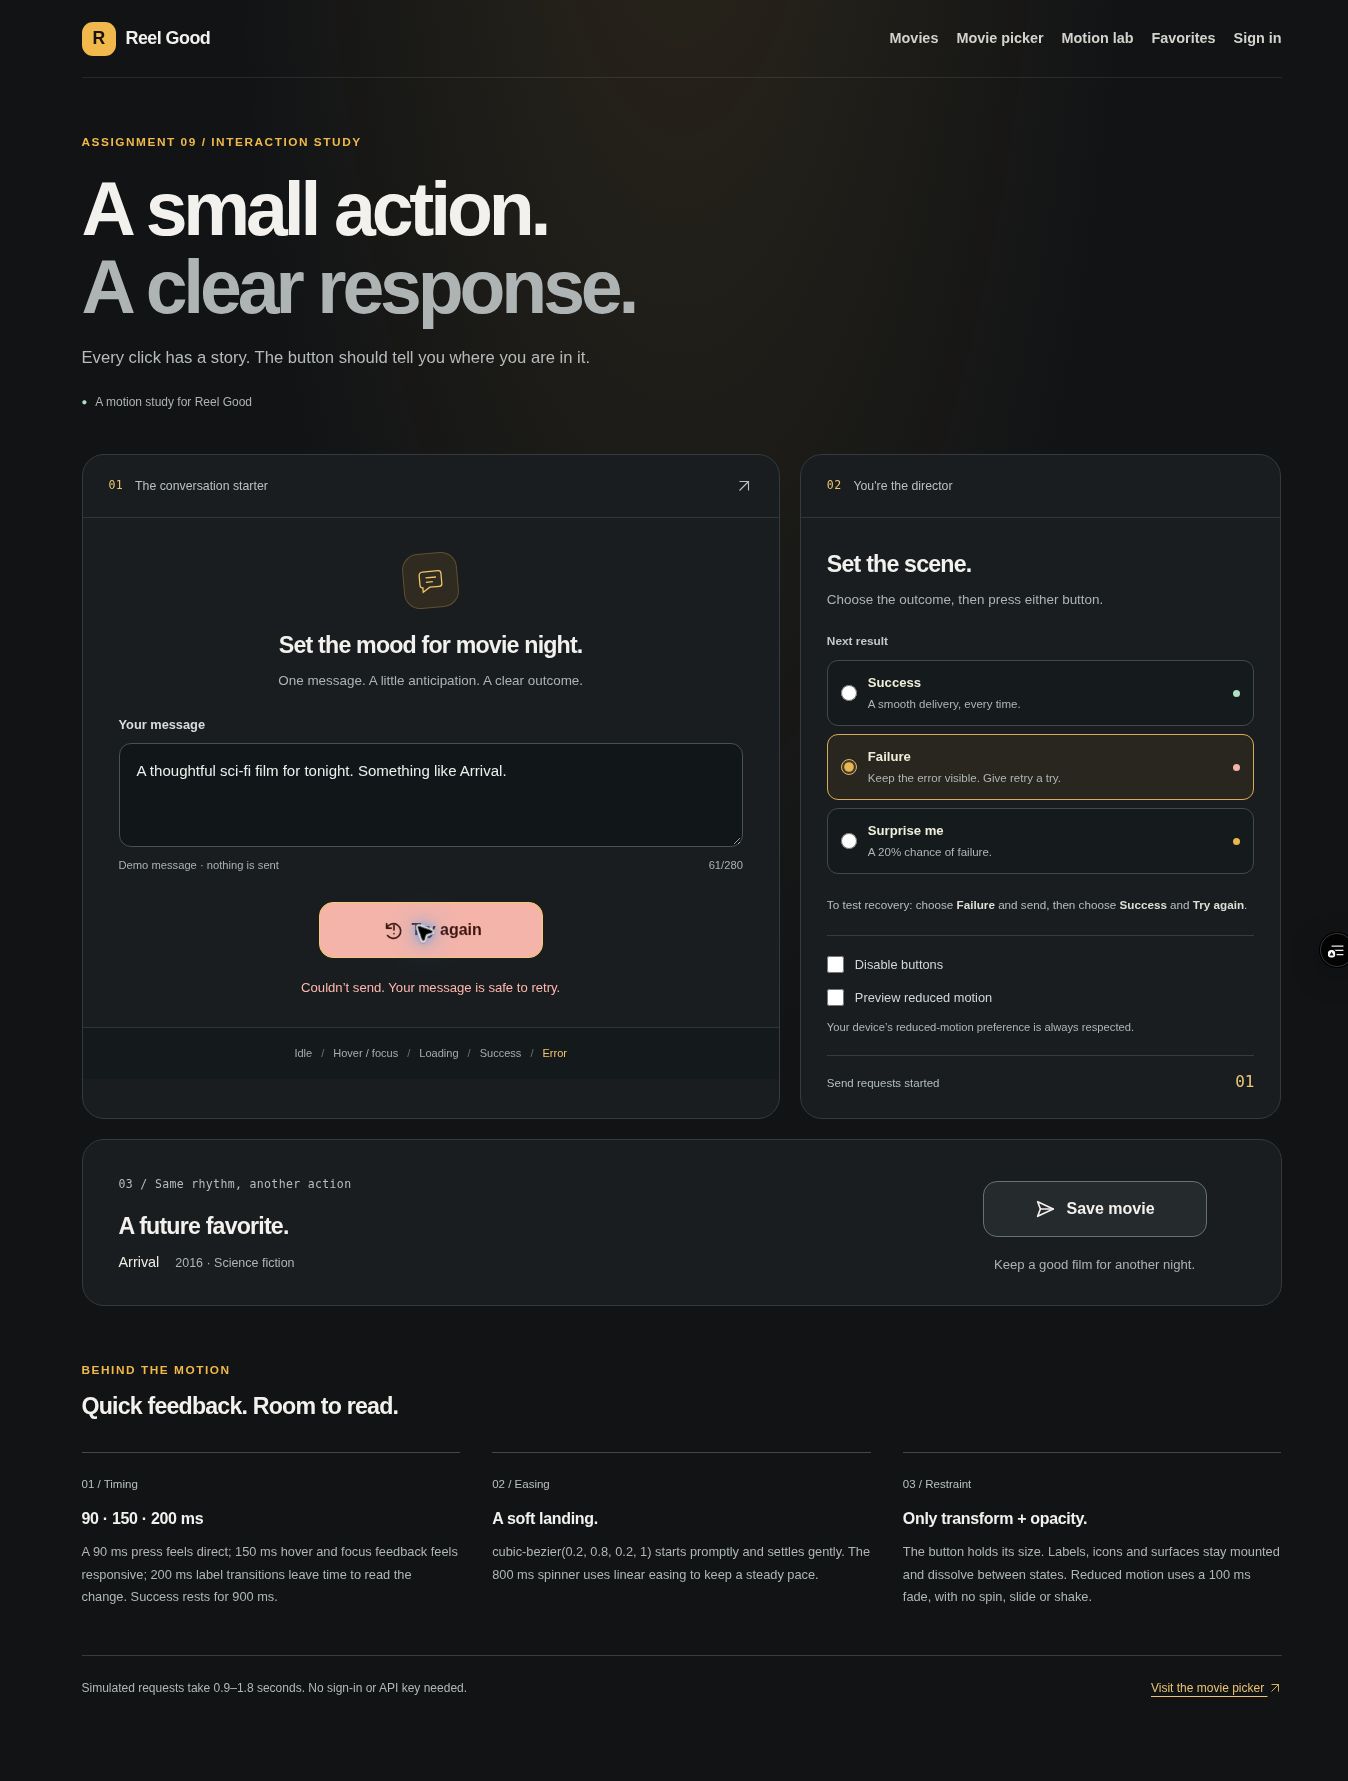 R Reel Good
Movies Movie picker Motion lab Favorites Sign in
ASSIGNMENT 09 / INTERACTION STUDY
A small action.
A clear response.
Every click has a story. The button should tell you where you are in it.
• A motion study for Reel Good
01 The conversation starter
Set the mood for movie night.
One message. A little anticipation. A clear outcome.
Your message
A thoughtful sci-fi film for tonight. Something like Arrival.
Demo message · nothing is sent 61/280
again
Couldn’t send. Your message is safe to retry.
Idle / Hover / focus / Loading / Success / Error
02 You're the director
Set the scene.
Choose the outcome, then press either button.
Next result
Success
A smooth delivery, every time.
Failure
Keep the error visible. Give retry a try.
Surprise me
A 20% chance of failure.
To test recovery: choose Failure and send, then choose Success and Try again.
Disable buttons
Preview reduced motion
Your device’s reduced-motion preference is always respected.
Send requests started 01
03 / Same rhythm, another action
A future favorite.
Arrival 2016 · Science fiction
Save movie
Keep a good film for another night.
BEHIND THE MOTION
Quick feedback. Room to read.
01 / Timing
90 · 150 · 200 ms
A 90 ms press feels direct; 150 ms hover and focus feedback feels
responsive; 200 ms label transitions leave time to read the
change. Success rests for 900 ms.
02 / Easing
A soft landing.
cubic-bezier(0.2, 0.8, 0.2, 1) starts promptly and settles gently. The
800 ms spinner uses linear easing to keep a steady pace.
03 / Restraint
Only transform + opacity.
The button holds its size. Labels, icons and surfaces stay mounted
and dissolve between states. Reduced motion uses a 100 ms
fade, with no spin, slide or shake.
Simulated requests take 0.9–1.8 seconds. No sign-in or API key needed.
Visit the movie picker